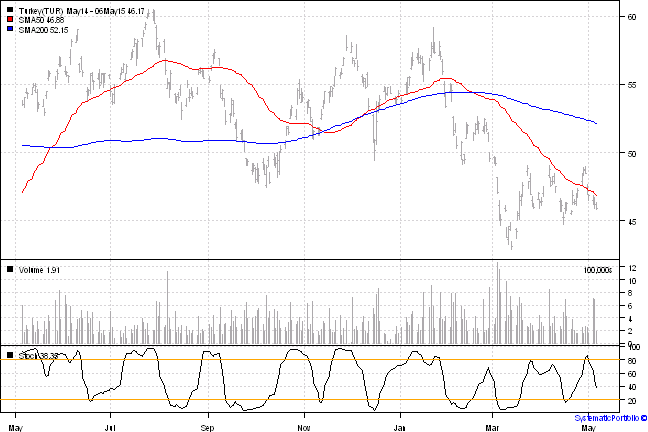 Turkey(TUR) May14 - 06May15 46.17
SMA50 46.88
SMA200 52.15
60
55
50
45
Volume 1.91
100,000s
12
10
8
6
4
2
0
Stoch 38.35
100
80
60
40
20
May Jul Sep Nov Jan Mar May
SystematicPortfolio ©